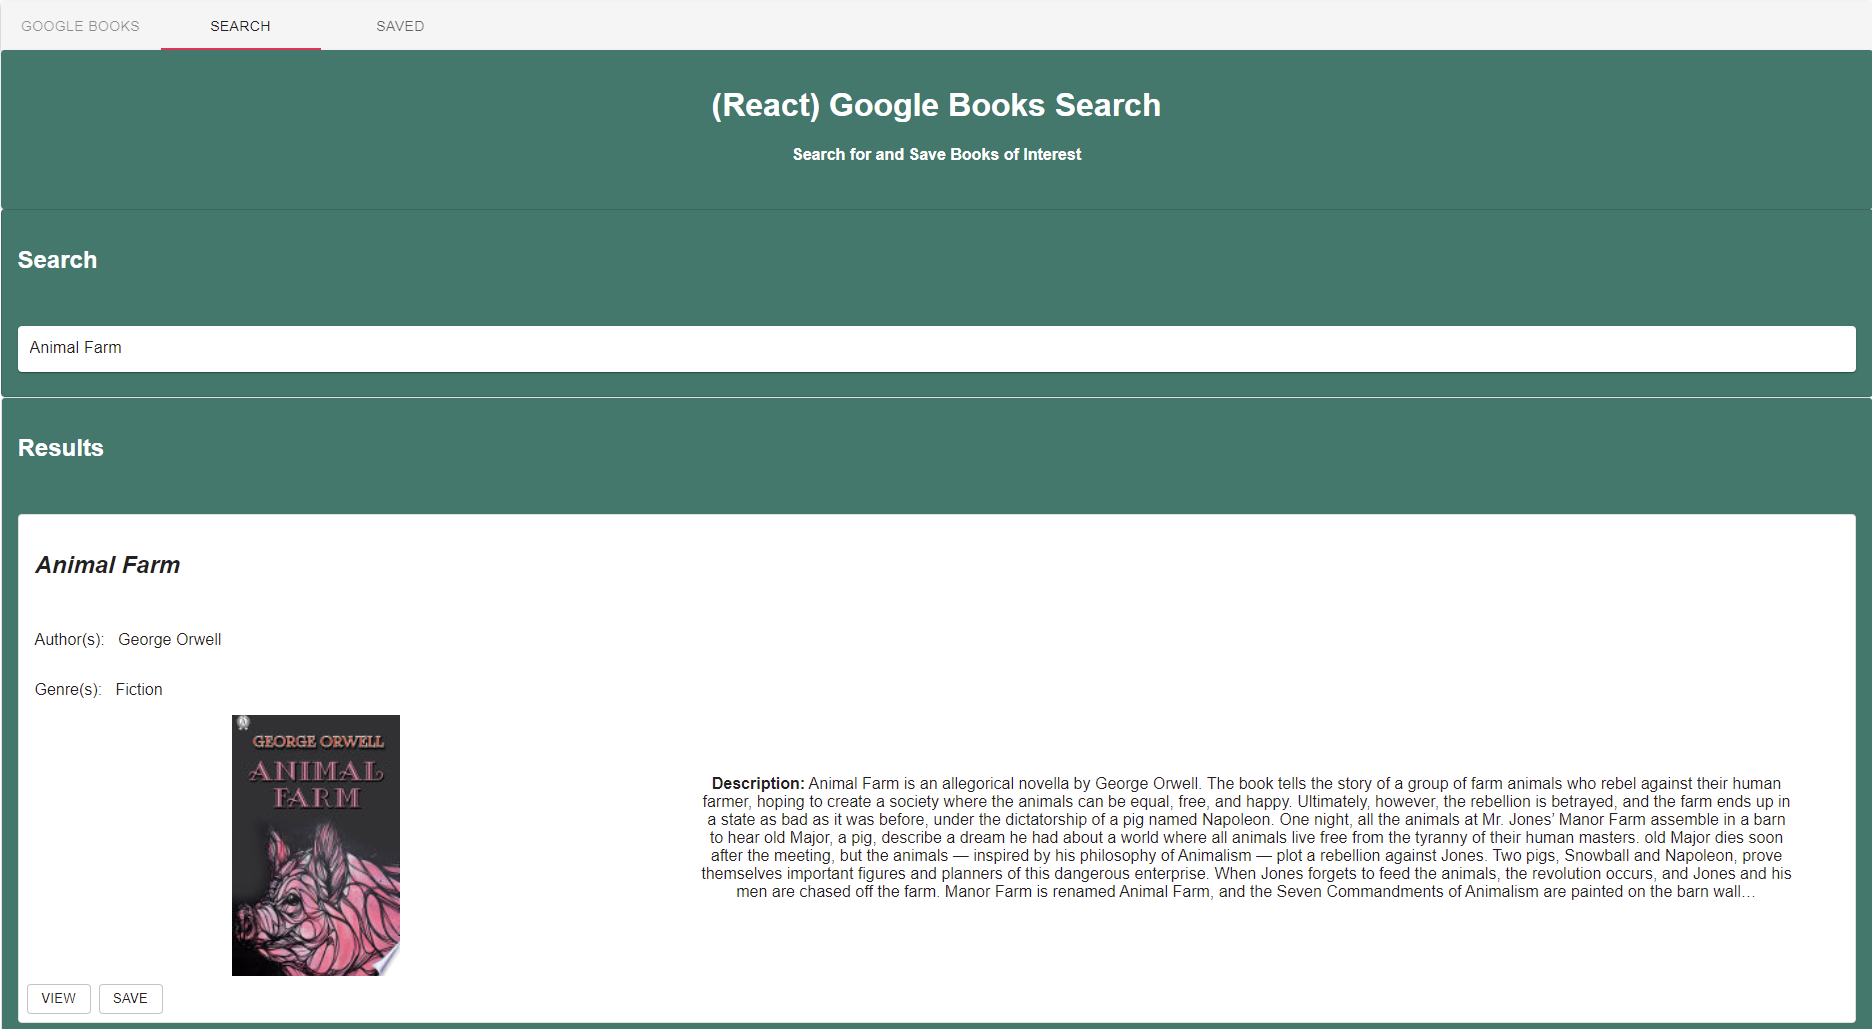 GOOGLE BOOKS SEARCH SAVED
(React) Google Books Search
Search for and Save Books of Interest
Search
Animal Farm
Results
Animal Farm
Author(s): George Orwell
Genre(s): Fiction
GEORGE ORWELL
ANIMAL
FARM
Description: Animal Farm is an allegorical novella by George Orwell. The book tells the story of a group of farm animals who rebel against their human
farmer, hoping to create a society where the animals can be equal, free, and happy. Ultimately, however, the rebellion is betrayed, and the farm ends up in
a state as bad as it was before, under the dictatorship of a pig named Napoleon. One night, all the animals at Mr. Jones’ Manor Farm assemble in a barn
to hear old Major, a pig, describe a dream he had about a world where all animals live free from the tyranny of their human masters. old Major dies soon
after the meeting, but the animals — inspired by his philosophy of Animalism — plot a rebellion against Jones. Two pigs, Snowball and Napoleon, prove
themselves important figures and planners of this dangerous enterprise. When Jones forgets to feed the animals, the revolution occurs, and Jones and his
men are chased off the farm. Manor Farm is renamed Animal Farm, and the Seven Commandments of Animalism are painted on the barn wall…
VIEW SAVE